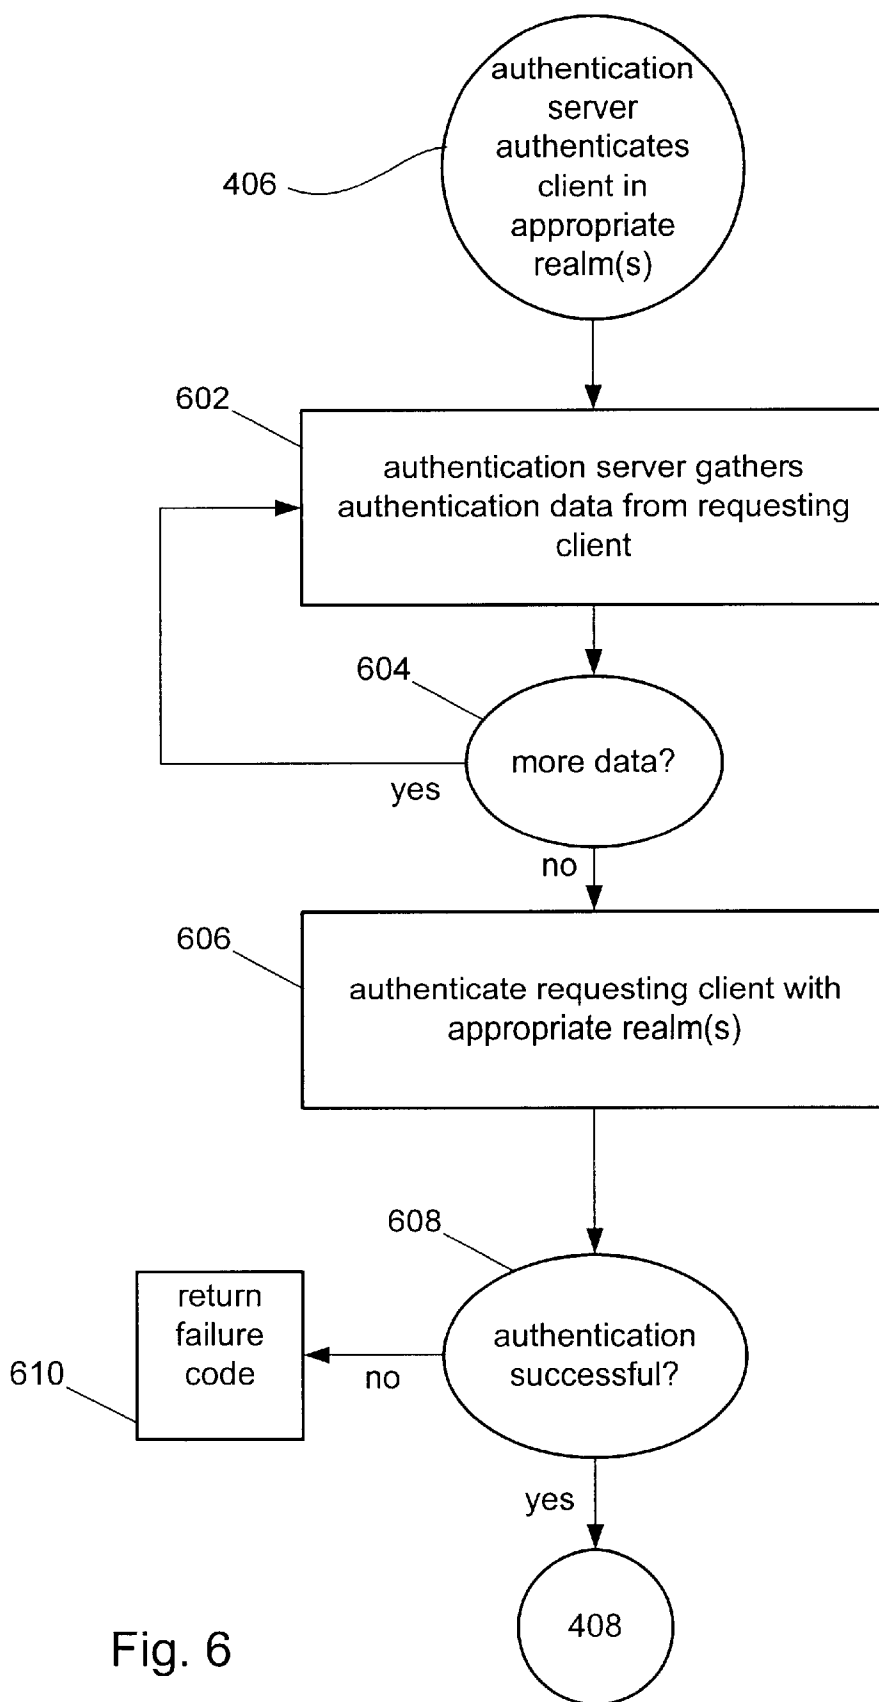 authentication
server
authenticates
client in
appropriate
realm(s)
406
602
authentication server gathers
authentication data from requesting
client
604
more data?
yes
no
606
authenticate requesting client with
appropriate realm(s)
608
authentication
successful?
return
failure
code
610
no
yes
408
Fig. 6